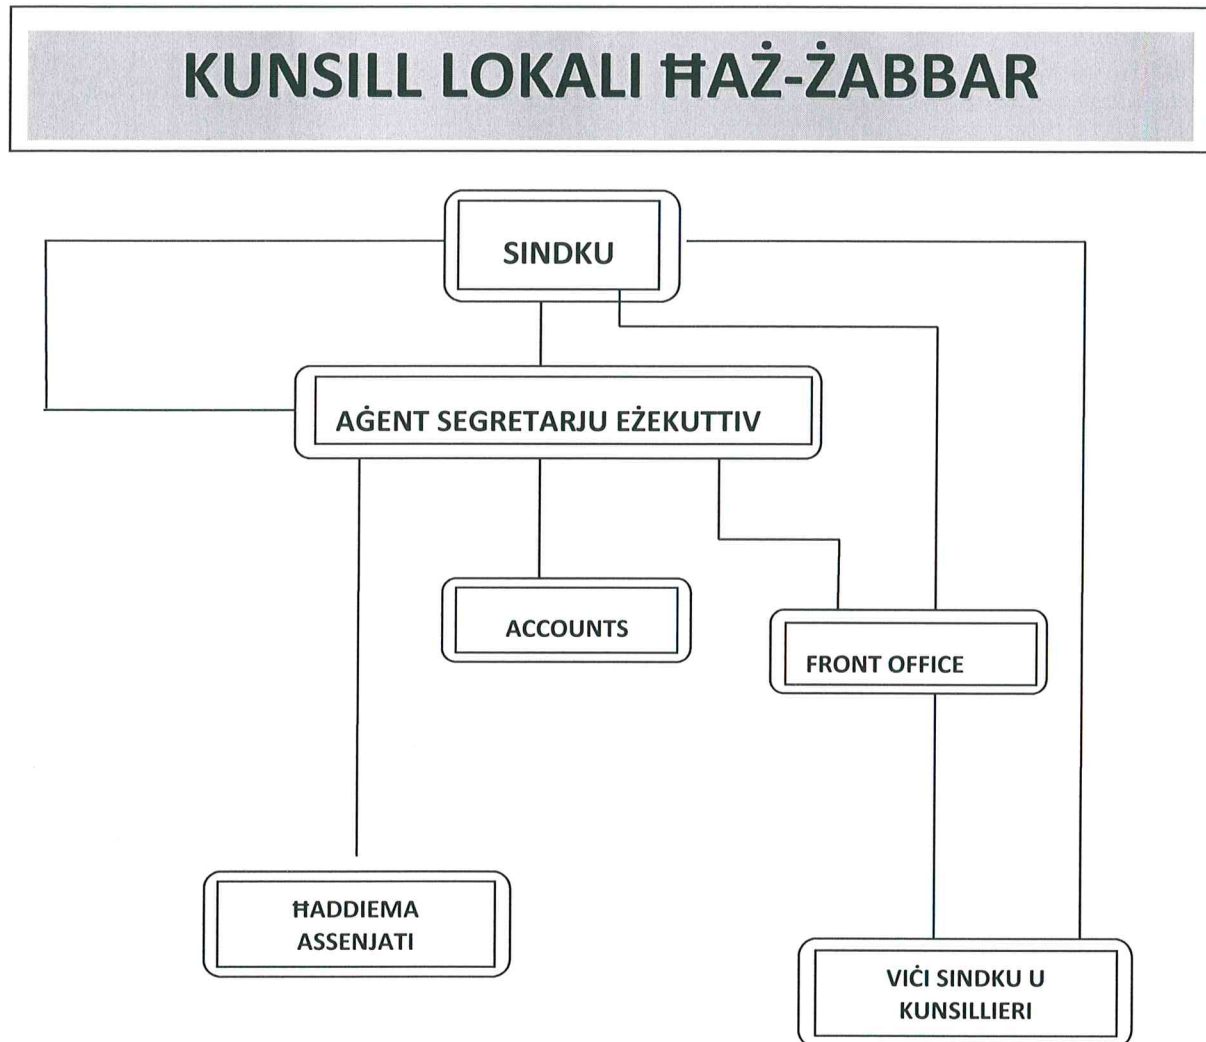 KUNSILL LOKALI ĦAŻ-ŻABBAR
SINDKU
AĠENT SEGRETARJU EŻEKUTTIV
ACCOUNTS
FRONT OFFICE
ĦADDIEMA
ASSENJATI
VIĊI SINDKU U
KUNSILLIERI